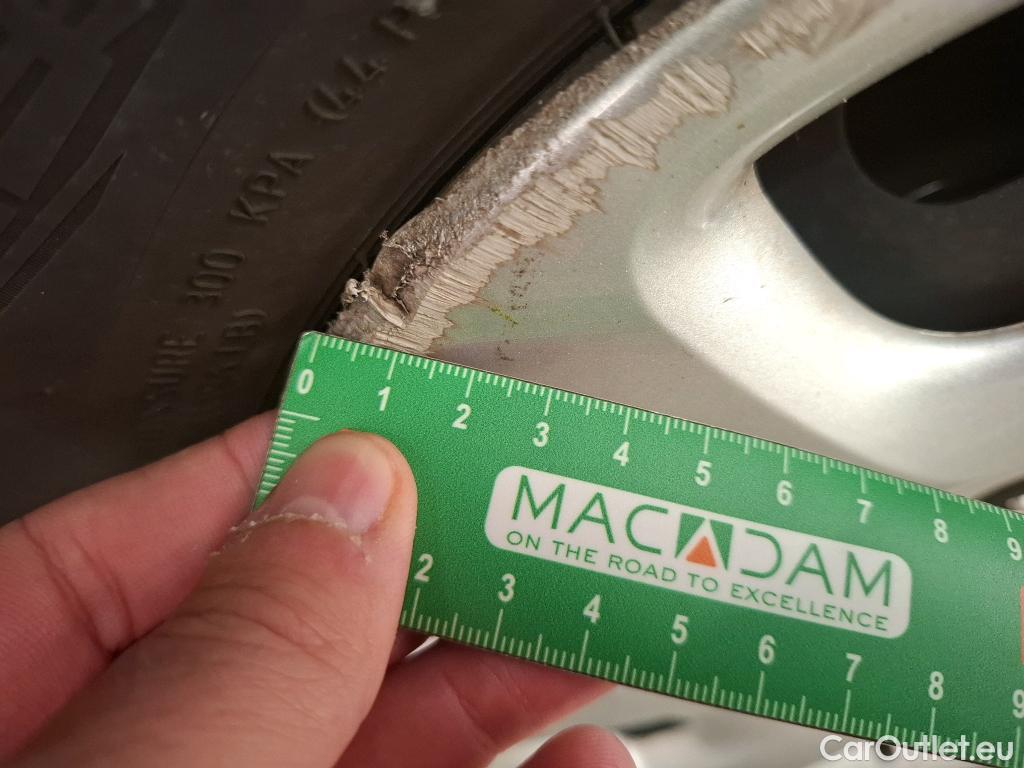 (44 P
300 KPA
0 1 2 3 4 5 6 7 8 9
MACADAM
ON THE ROAD TO EXCELLENCE
2 3 4 5 6 7 8 9
CarOutlet.eu